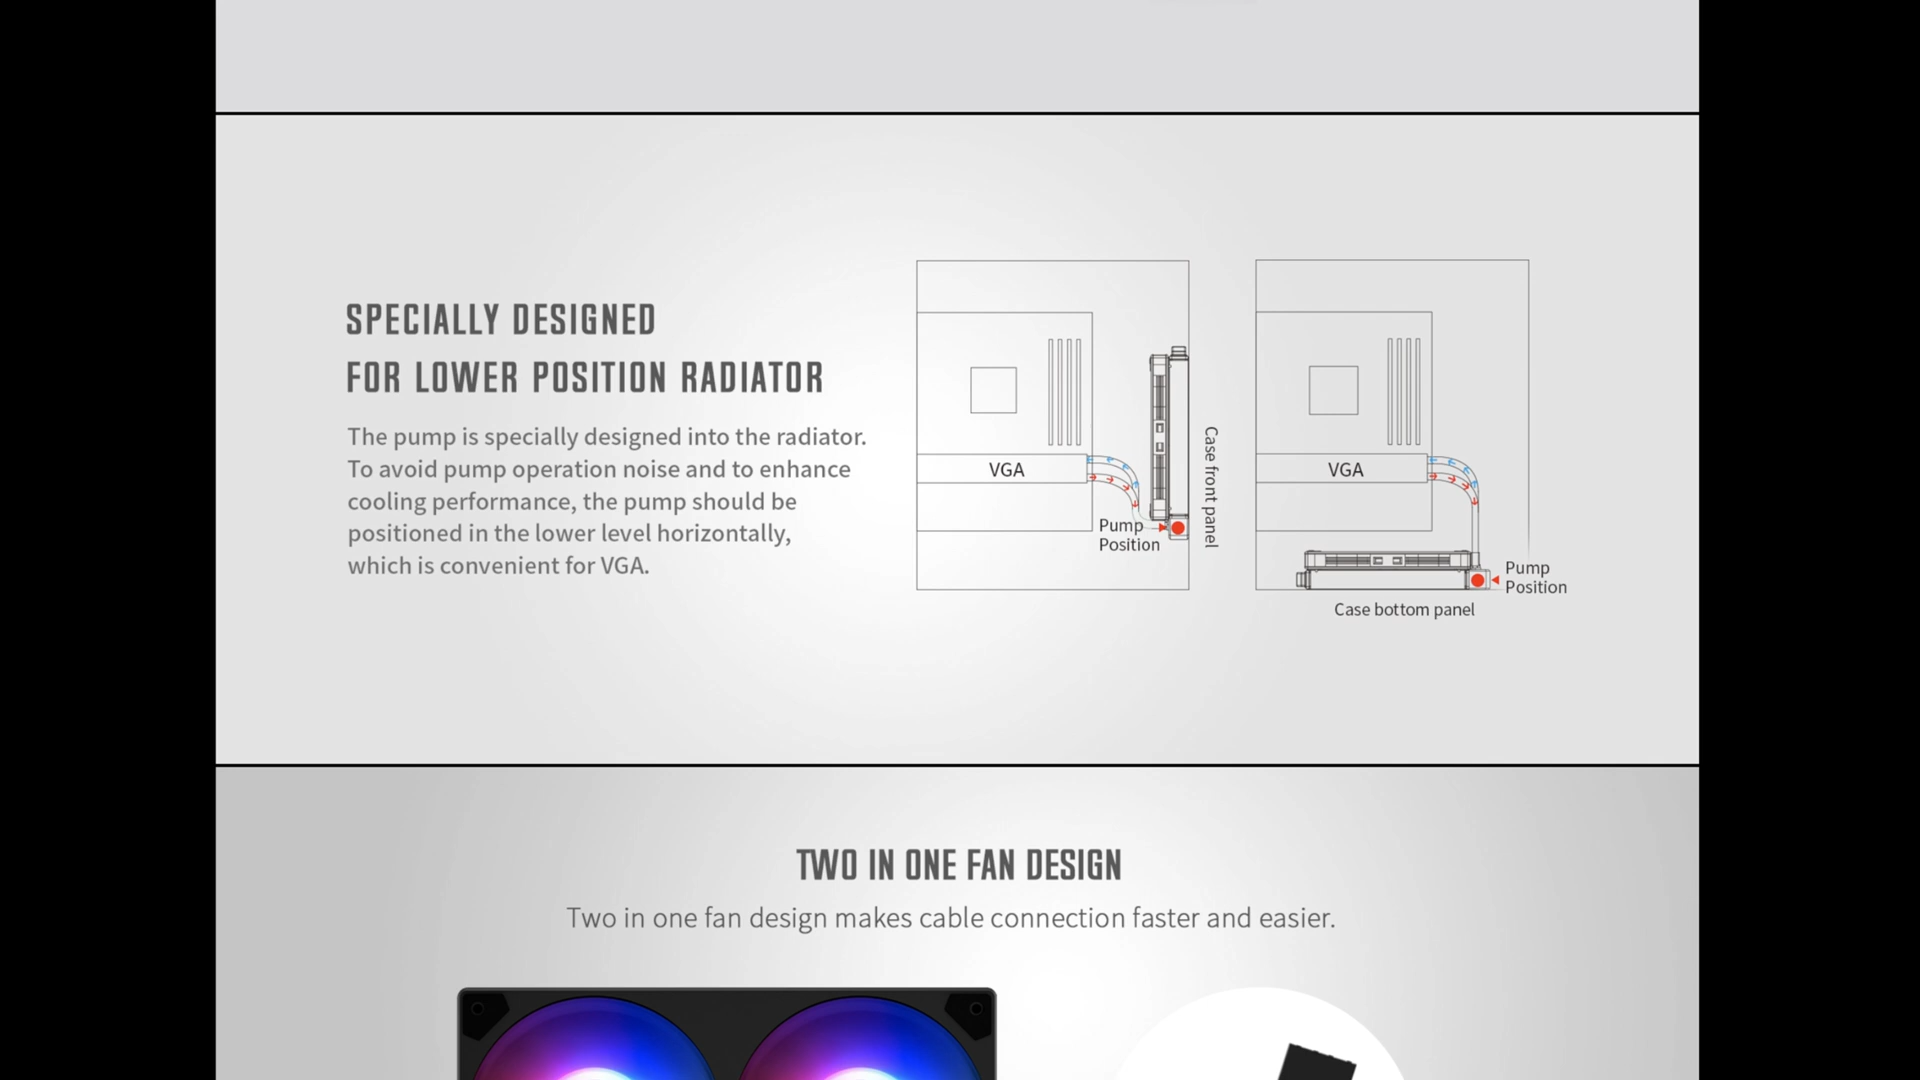 SPECIALLY DESIGNED
FOR LOWER POSITION RADIATOR
The pump is specially designed into the radiator.
To avoid pump operation noise and to enhance
cooling performance, the pump should be
positioned in the lower level horizontally,
which is convenient for VGA.
VGA
Pump
Position
Case front panel
VGA
Pump
Position
Case bottom panel
TWO IN ONE FAN DESIGN
Two in one fan design makes cable connection faster and easier.